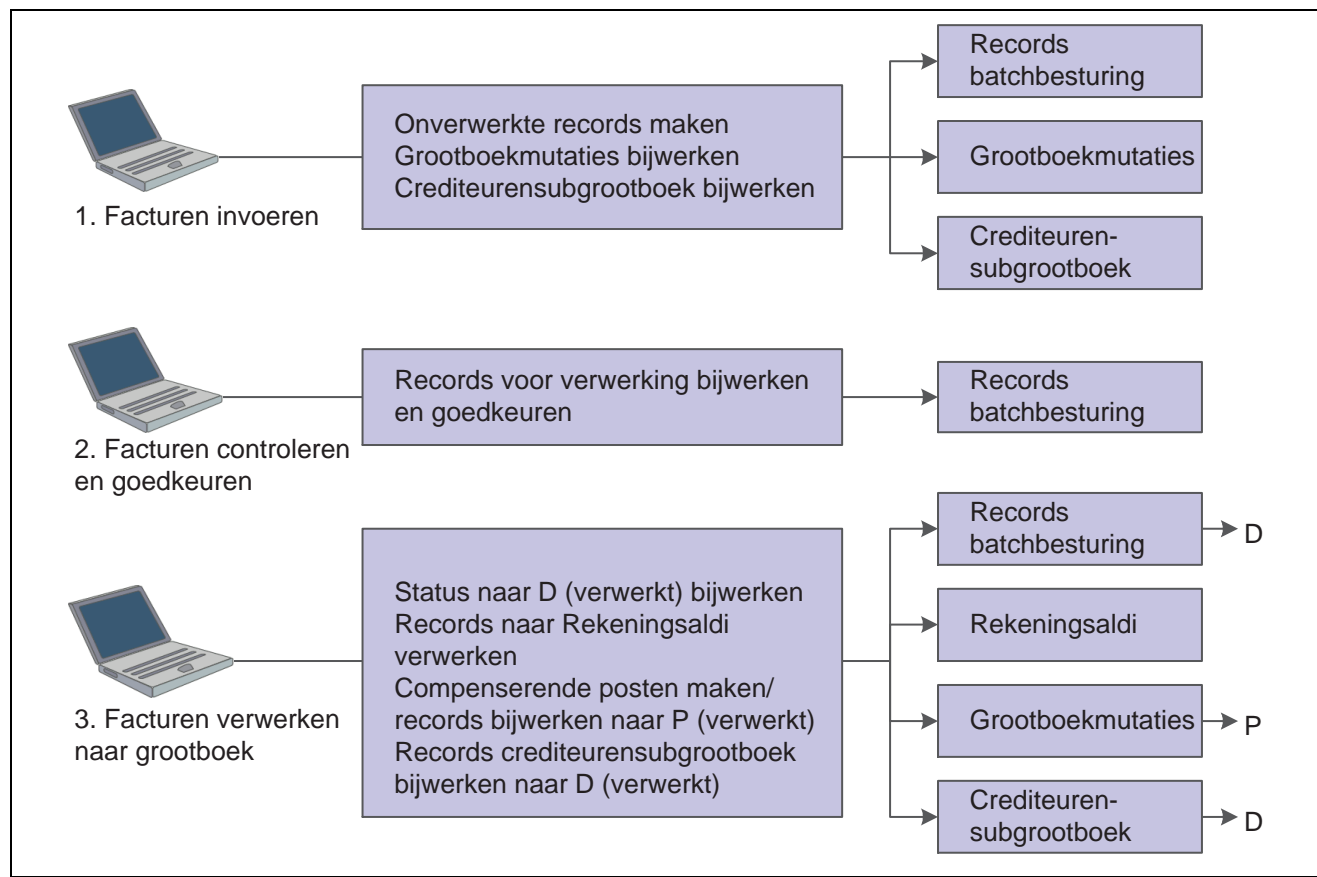 Onverwerkte records maken
Grootboekmutaties bijwerken
Crediteurensubgrootboek bijwerken
Records
batchbesturing
Grootboekmutaties
Crediteuren-
subgrootboek
1. Facturen invoeren
Records voor verwerking bijwerken
en goedkeuren
Records
batchbesturing
2. Facturen controleren
en goedkeuren
Status naar D (verwerkt) bijwerken
Records naar Rekeningsaldi
verwerken
Compenserende posten maken/
records bijwerken naar P (verwerkt)
Records crediteurensubgrootboek
bijwerken naar D (verwerkt)
Records
batchbesturing
D
Rekeningsaldi
Grootboekmutaties
P
Crediteuren-
subgrootboek
D
3. Facturen verwerken
naar grootboek